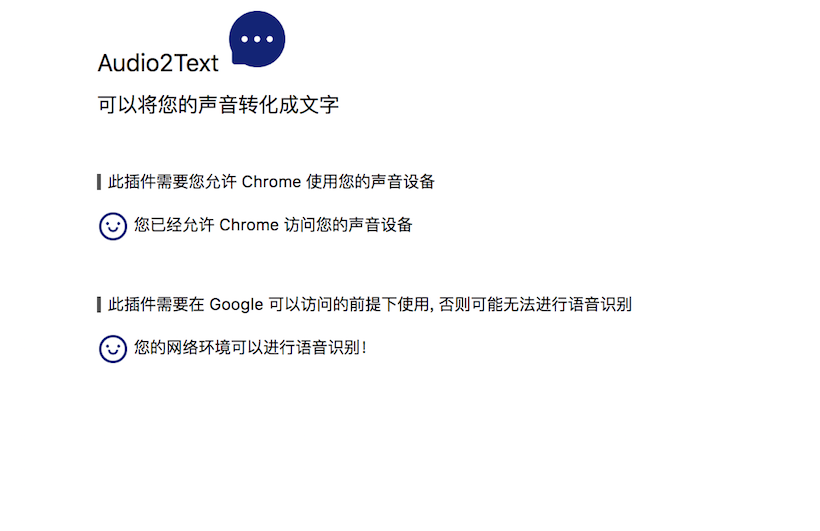 Audio2Text
可以将您的声音转化成文字
此插件需要您允许 Chrome 使用您的声音设备
您已经允许 Chrome 访问您的声音设备
此插件需要在 Google 可以访问的前提下使用, 否则可能无法进行语音识别
您的网络环境可以进行语音识别!